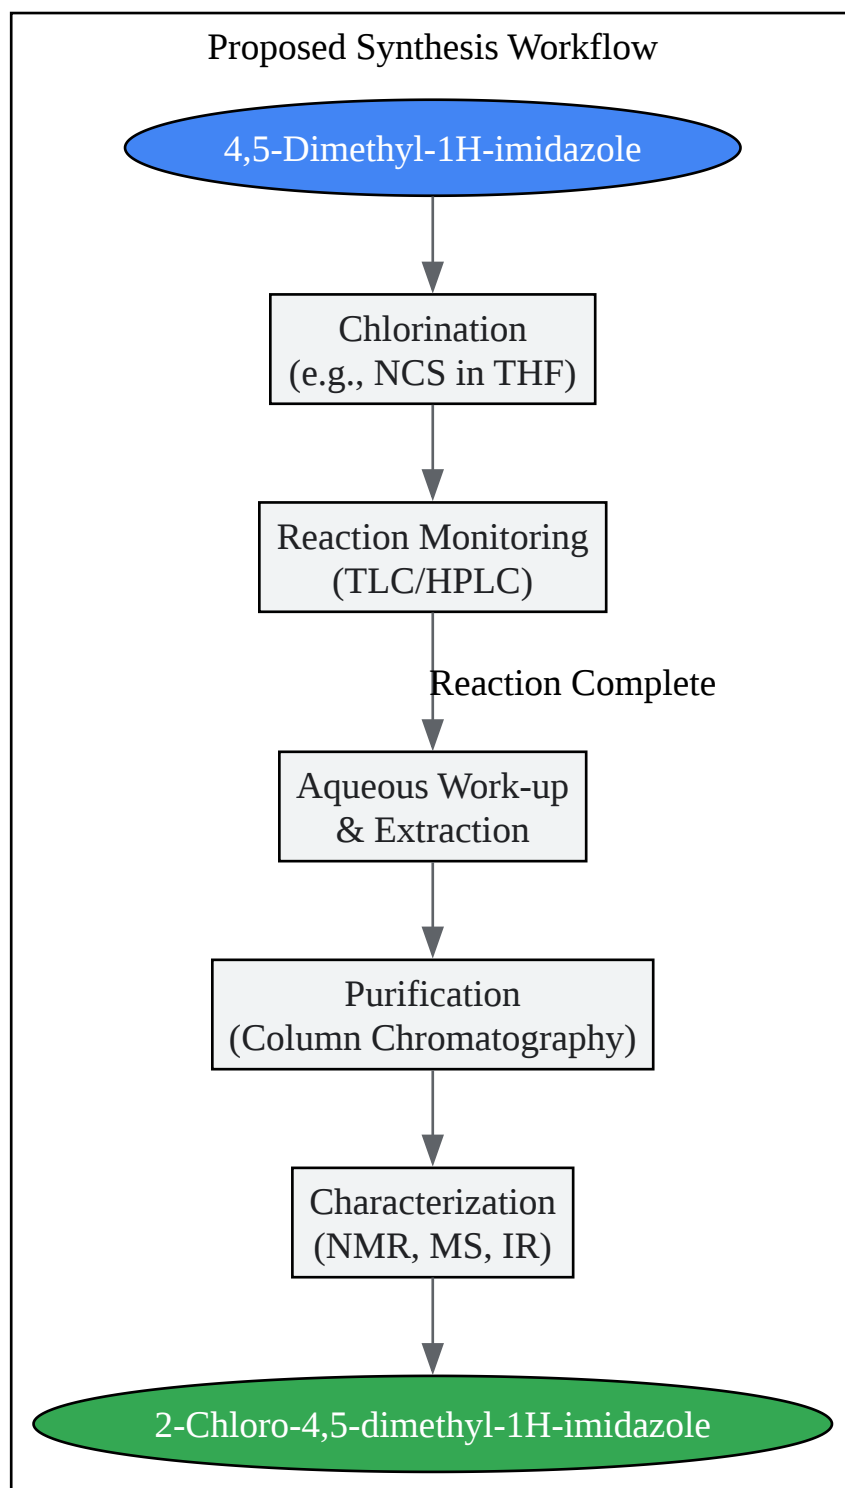 Proposed Synthesis Workflow
4,5-Dimethyl-1H-imidazole
Chlorination
(e.g., NCS in THF)
Reaction Monitoring
(TLC/HPLC)
Reaction Complete
Aqueous Work-up
& Extraction
Purification
(Column Chromatography)
Characterization
(NMR, MS, IR)
2-Chloro-4,5-dimethyl-1H-imidazole